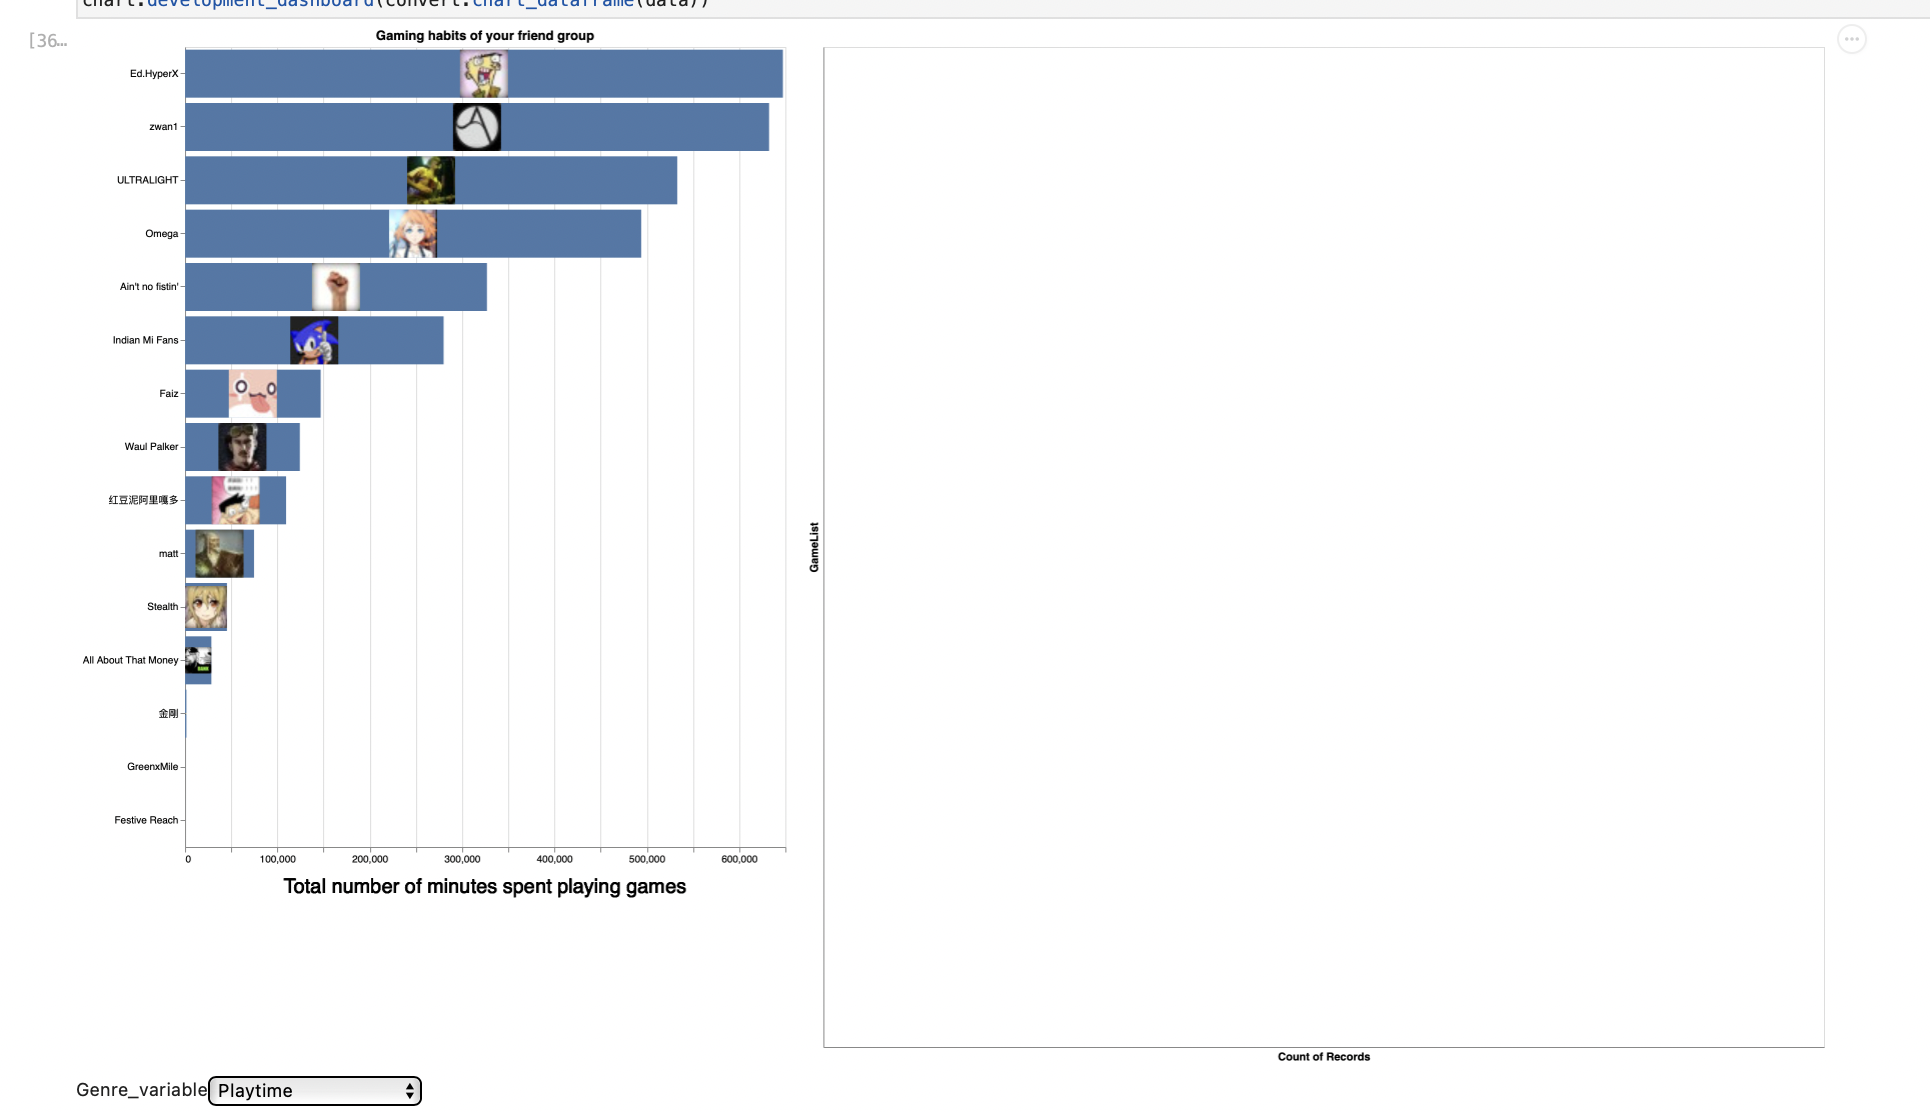 chart.development_dashboard(convert.chart_dataframe(data))
[36…
Gaming habits of your friend group
Ed.HyperX
zwan1
ULTRALIGHT
Omega
Ain't no fistin'
Indian Mi Fans
Faiz
Waul Palker
红豆泥阿里嘎多
matt
Stealth
All About That Money
金剛
GreenxMile
Festive Reach
0 100,000 200,000 300,000 400,000 500,000 600,000
Total number of minutes spent playing games
GameList
Count of Records
Genre_variable Playtime